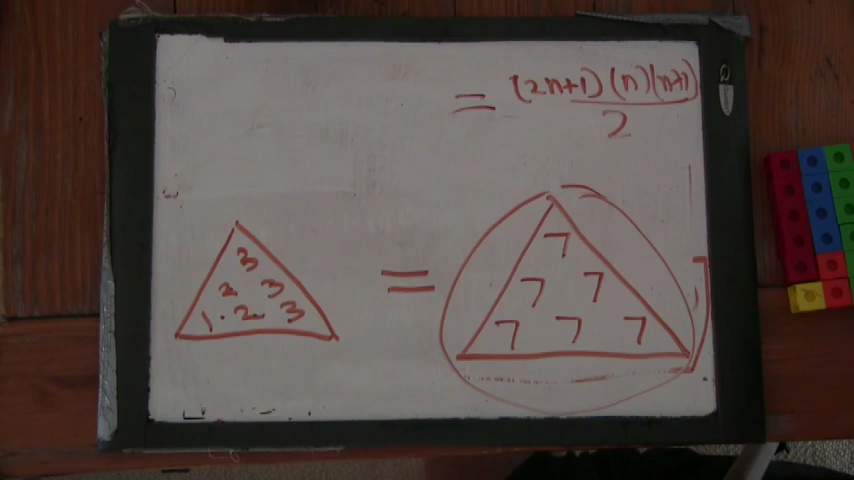 = (2n+1)(n)(n+1)
2
3
2 3
1 . 2 3
=
7
7 7
7 7 7